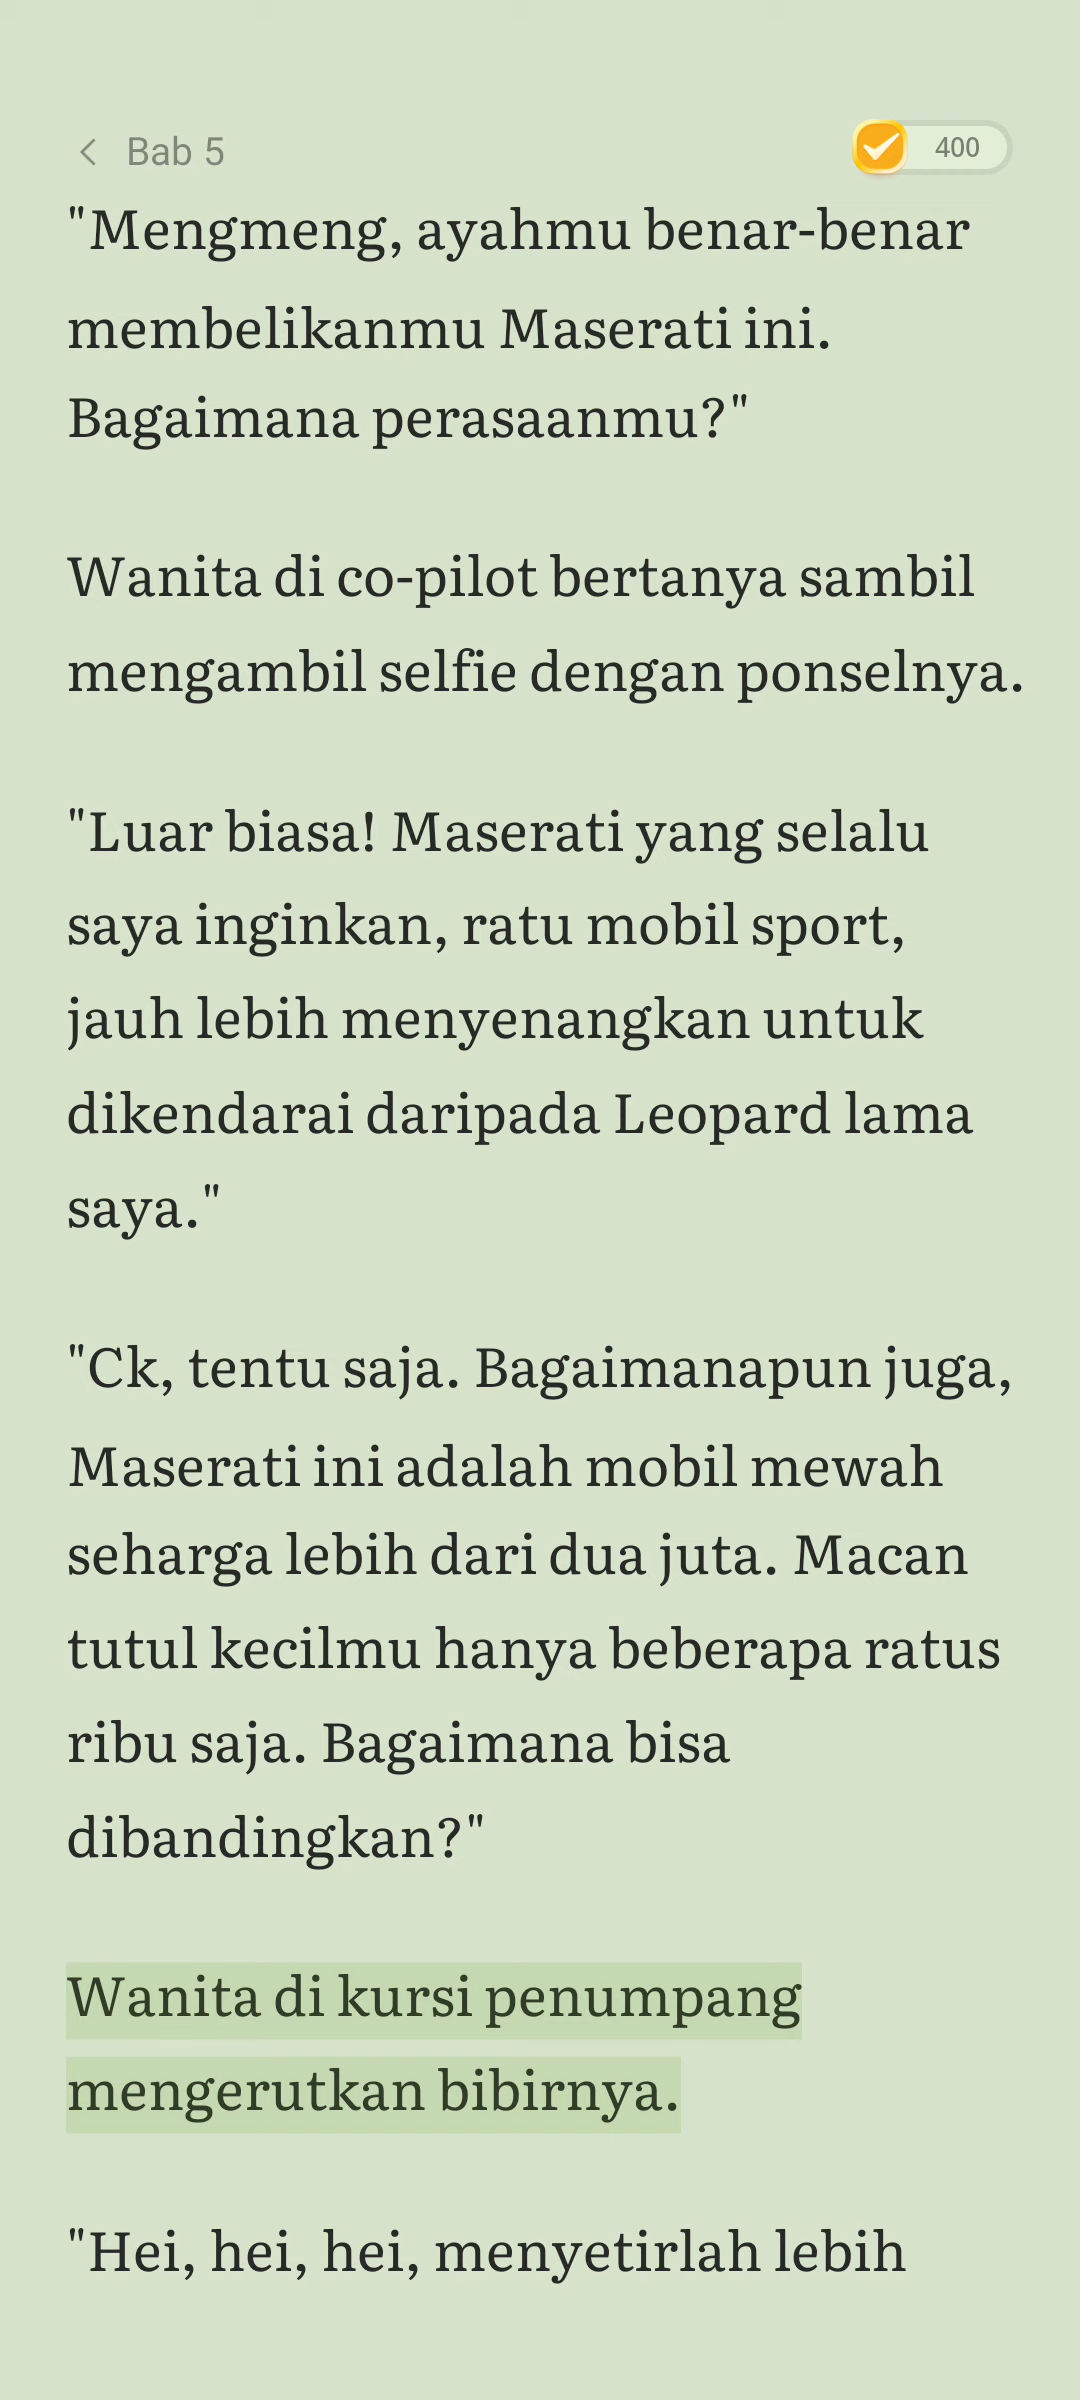 Bab 5
400
"Mengmeng, ayahmu benar-benar
membelikanmu Maserati ini.
Bagaimana perasaanmu?"
Wanita di co-pilot bertanya sambil
mengambil selfie dengan ponselnya.
"Luar biasa! Maserati yang selalu
saya inginkan, ratu mobil sport,
jauh lebih menyenangkan untuk
dikendarai daripada Leopard lama
saya."
"Ck, tentu saja. Bagaimanapun juga,
Maserati ini adalah mobil mewah
seharga lebih dari dua juta. Macan
tutul kecilmu hanya beberapa ratus
ribu saja. Bagaimana bisa
dibandingkan?"
Wanita di kursi penumpang
mengerutkan bibirnya.
"Hei, hei, hei, menyetirlah lebih